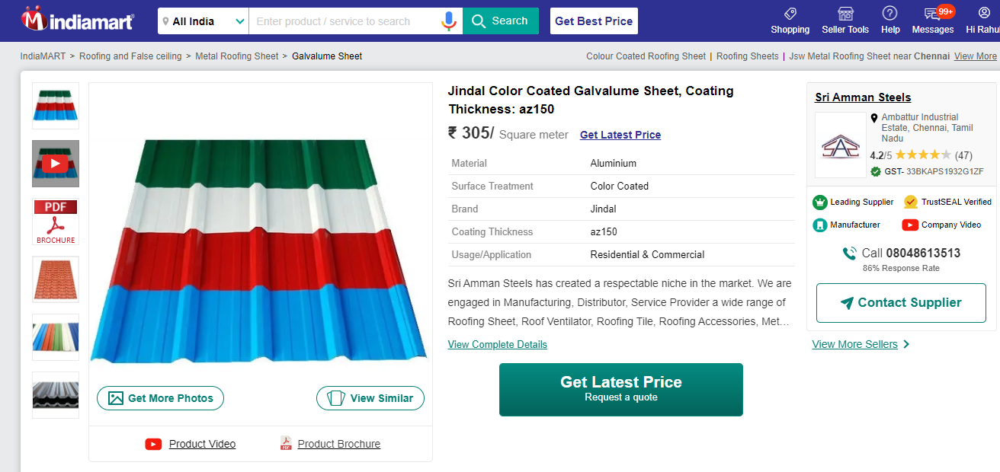 indiamart
All India
Enter product / service to search
Search
Get Best Price
Shopping
Seller Tools
Help
99+
Messages
Hi Rahu
IndiaMART > Roofing and False ceiling > Metal Roofing Sheet > Galvalume Sheet
Colour Coated Roofing Sheet | Roofing Sheets | Jsw Metal Roofing Sheet near Chennai View More
PDF
BROCHURE
Get More Photos
View Similar
Product Video
PDF
Product Brochure
Jindal Color Coated Galvalume Sheet, Coating
Thickness: az150
₹ 305/ Square meter Get Latest Price
Material Aluminium
Surface Treatment Color Coated
Brand Jindal
Coating Thickness az150
Usage/Application Residential & Commercial
Sri Amman Steels has created a respectable niche in the market. We are
engaged in Manufacturing, Distributor, Service Provider a wide range of
Roofing Sheet, Roof Ventilator, Roofing Tile, Roofing Accessories, Met...
View Complete Details
Get Latest Price
Request a quote
Sri Amman Steels
Ambattur Industrial
Estate, Chennai, Tamil
Nadu
4.2/5 (47)
GST- 33BKAPS1932G1ZF
Leading Supplier
TrustSEAL Verified
Manufacturer
Company Video
Call 08048613513
86% Response Rate
Contact Supplier
View More Sellers